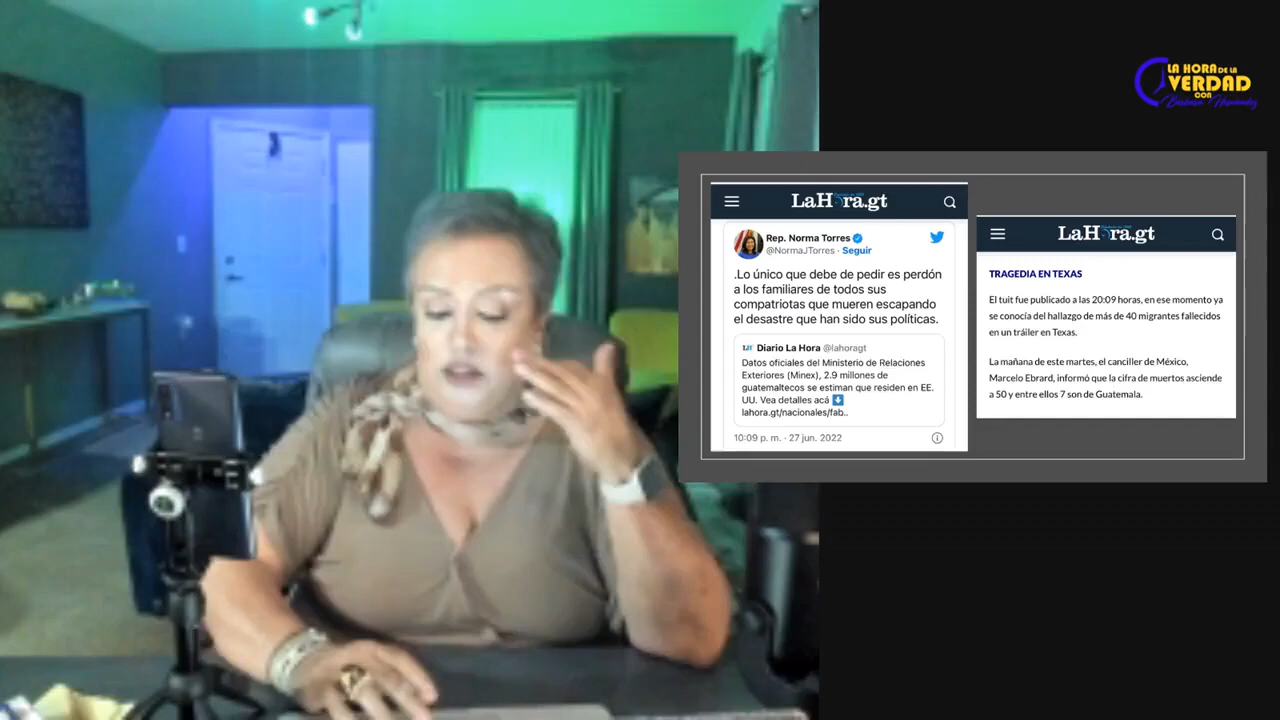 LA HORA DE LA
VERDAD
CON
Barbara Hernandez
LaHora.gt
Rep. Norma Torres
@NormaJTorres · Seguir
.Lo único que debe de pedir es perdón
a los familiares de todos sus
compatriotas que mueren escapando
el desastre que han sido sus políticas.
Diario La Hora @lahoragt
Datos oficiales del Ministerio de Relaciones
Exteriores (Minex), 2.9 millones de
guatemaltecos se estiman que residen en EE.
UU. Vea detalles acá
lahora.gt/nacionales/fab..
10:09 p. m. · 27 jun. 2022
LaHora.gt
TRAGEDIA EN TEXAS
El tuit fue publicado a las 20:09 horas, en ese momento ya
se conocía del hallazgo de más de 40 migrantes fallecidos
en un tráiler en Texas.
La mañana de este martes, el canciller de México,
Marcelo Ebrard, informó que la cifra de muertos asciende
a 50 y entre ellos 7 son de Guatemala.